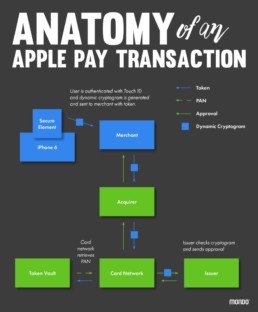 ANATOMY of an
APPLE PAY TRANSACTION
User is authenticated with Touch ID
and dynamic cryptogram is generated
and sent to merchant with token.
Token
PAN
Approval
Dynamic Cryptogram
Secure
Element
iPhone 6
Merchant
Acquirer
Card
network
retrieves
PAN
Issuer checks cryptogram
and sends approval
Token Vault
Card Network
Issuer
mondo